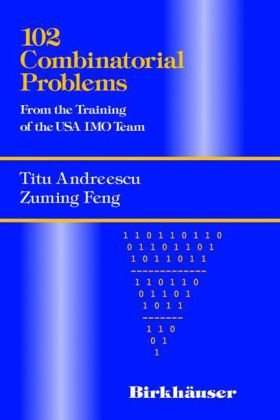 102
Combinatorial
Problems
From the Training
of the USA IMO Team
Titu Andreescu
Zuming Feng
1 1 0 1 1 0 1 1 0
0 1 1 0 1 1 0 1
1 0 1 1 0 1 1
-------------
1 1 0 1 1 0
0 1 1 0 1
1 0 1 1
-------
1 1 0
0 1
1
Birkhäuser